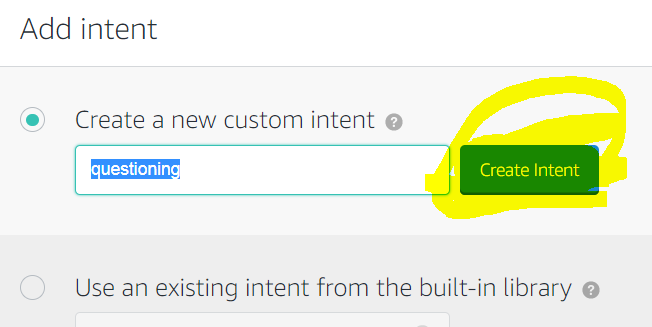 Add intent
Create a new custom intent ?
questioning
Create Intent
Use an existing intent from the built-in library ?